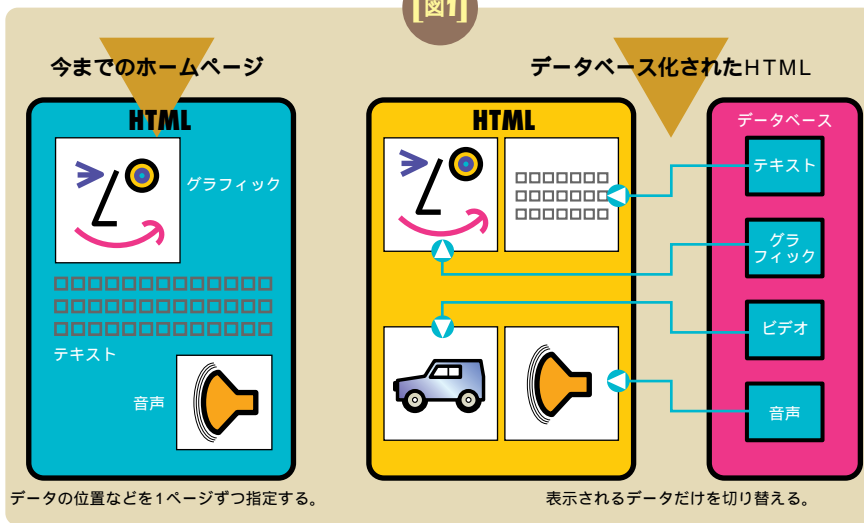 [図1]
今までのホームページ
HTML
グラフィック
テキスト
音声
データの位置などを1ページずつ指定する。
データベース化されたHTML
HTML
データベース
テキスト
グラ
フィック
ビデオ
音声
表示されるデータだけを切り替える。